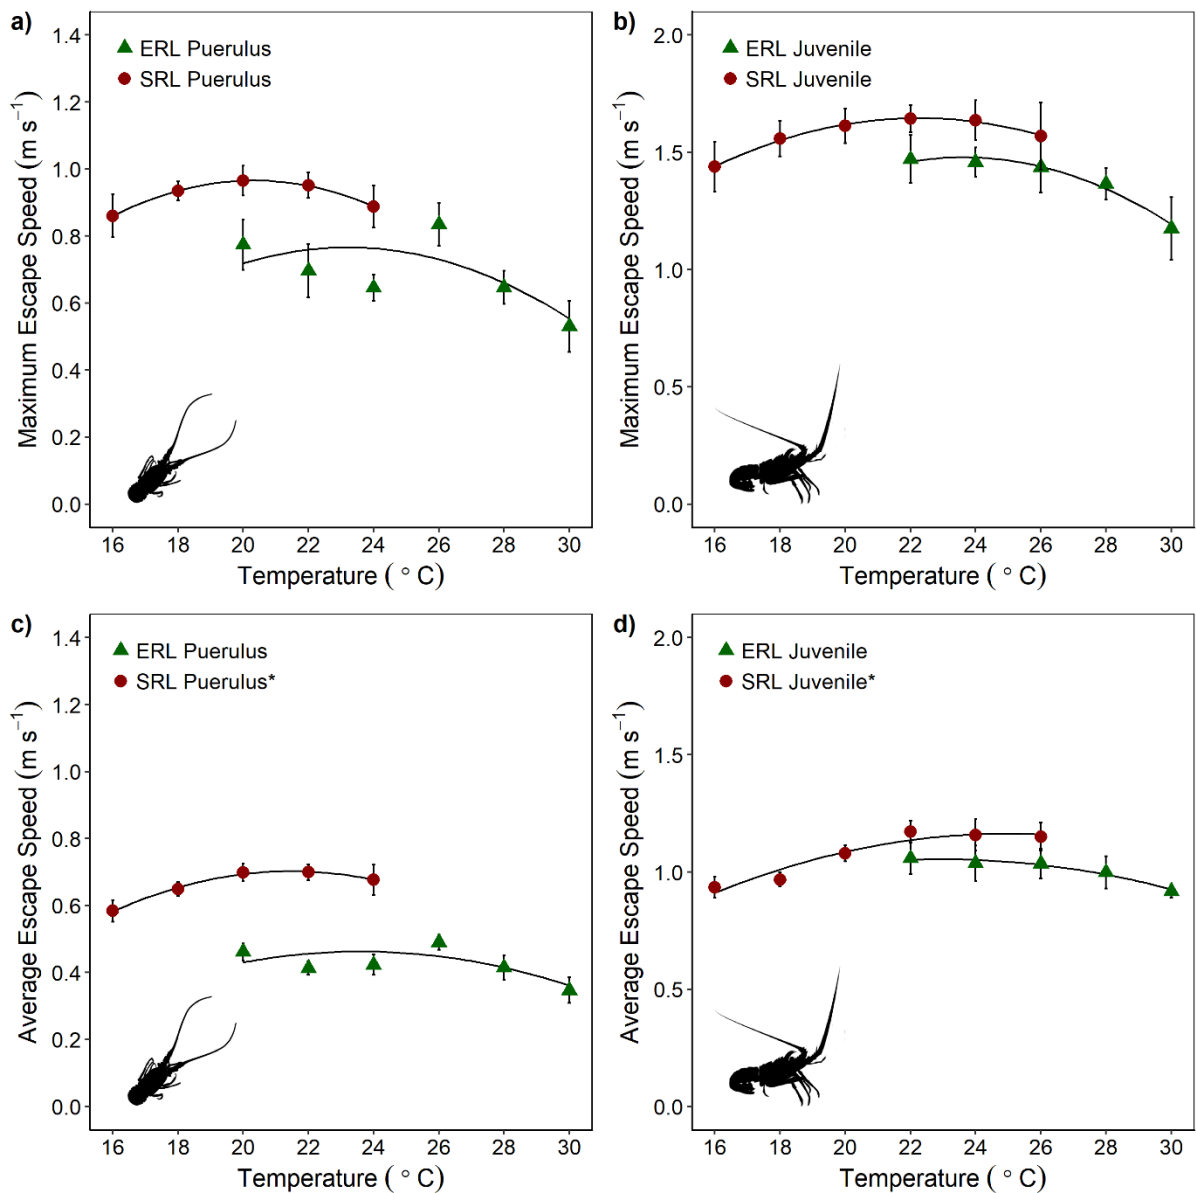 a)
ERL Puerulus
SRL Puerulus
1.4
1.2
1.0
0.8
0.6
0.4
0.2
0.0
Maximum Escape Speed (m s⁻¹)
16 18 20 22 24 26 28 30
Temperature (°C)
b)
ERL Juvenile
SRL Juvenile
2.0
1.5
1.0
0.5
0.0
Maximum Escape Speed (m s⁻¹)
16 18 20 22 24 26 28 30
Temperature (°C)
c)
ERL Puerulus
SRL Puerulus*
1.4
1.2
1.0
0.8
0.6
0.4
0.2
0.0
Average Escape Speed (m s⁻¹)
16 18 20 22 24 26 28 30
Temperature (°C)
d)
ERL Juvenile
SRL Juvenile*
2.0
1.5
1.0
0.5
0.0
Average Escape Speed (m s⁻¹)
16 18 20 22 24 26 28 30
Temperature (°C)